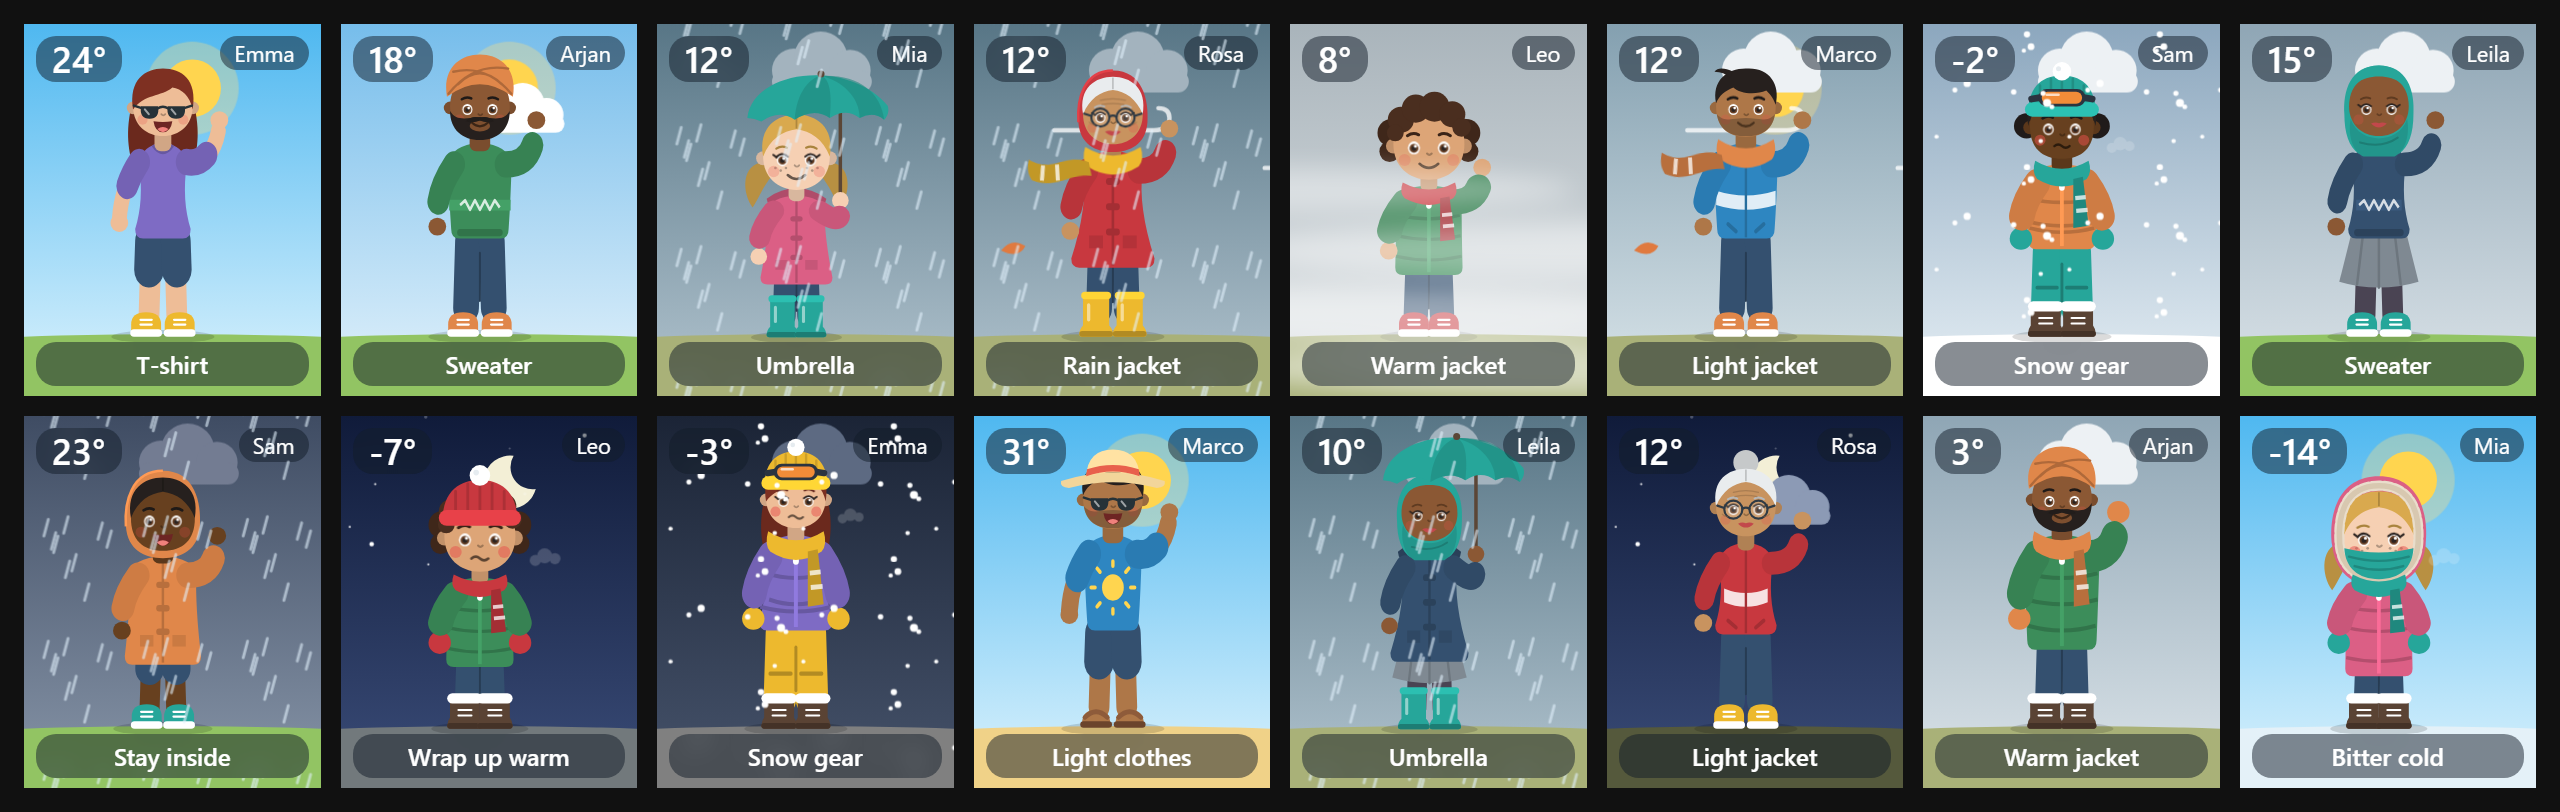 24° Emma
T-shirt
18° Arjan
Sweater
12° Mia
Umbrella
12° Rosa
Rain jacket
8° Leo
Warm jacket
12° Marco
Light jacket
-2° Sam
Snow gear
15° Leila
Sweater
23° Sam
Stay inside
-7° Leo
Wrap up warm
-3° Emma
Snow gear
31° Marco
Light clothes
10° Leila
Umbrella
12° Rosa
Light jacket
3° Arjan
Warm jacket
-14° Mia
Bitter cold